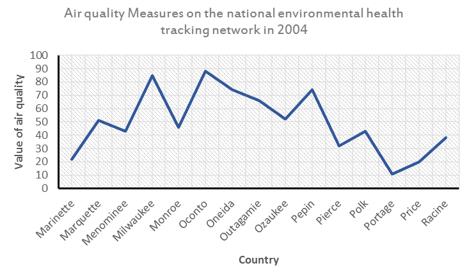 Air quality Measures on the national environmental health
tracking network in 2004
Value of air quality
100
90
80
70
60
50
40
30
20
10
0
Marinette
Marquette
Menominee
Milwaukee
Monroe
Oconto
Oneida
Outagamie
Ozaukee
Pepin
Pierce
Polk
Portage
Price
Racine
Country